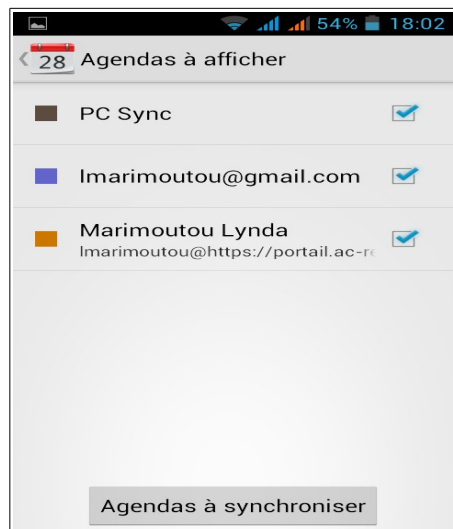 54% 18:02
28 Agendas à afficher
PC Sync
lmarimoutou@gmail.com
Marimoutou Lynda
lmarimoutou@https://portail.ac-re
Agendas à synchroniser